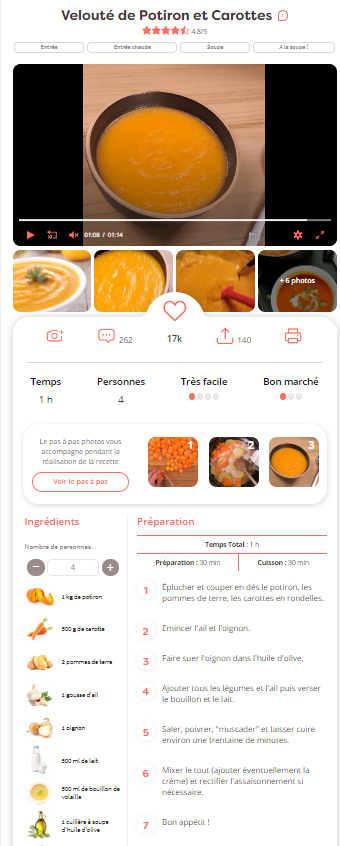 Velouté de Potiron et Carottes
4.8/5
Entrée
Entrée chaude
Soupe
A la soupe !
01:08 / 01:14
+ 6 photos
262
17k
140
Temps
Personnes
Très facile
Bon marché
1 h
4
Le pas à pas photos vous
accompagne pendant la
réalisation de la recette
Voir le pas à pas
1
2
3
Ingrédients
Nombre de personnes
− 4 +
1 kg de potiron
500 g de carotte
2 pommes de terre
1 gousse d'ail
1 oignon
500 ml de lait
500 ml de bouillon de
volaille
1 cuillère à soupe
d'huile d'olive
Préparation
Temps Total : 1 h
Préparation : 30 min
Cuisson : 30 min
1 Éplucher et couper en dés le potiron, les
pommes de terre, les carottes en rondelles.
2 Emincer l'ail et l'oignon.
3 Faire suer l'oignon dans l'huile d'olive.
4 Ajouter tous les légumes et l'ail puis verser
le bouillon et le lait.
5 Saler, poivrer, "muscader" et laisser cuire
environ une trentaine de minutes.
6 Mixer le tout (ajouter éventuellement la
crème) et rectifier l'assaisonnement si
nécessaire.
7 Bon appétit !